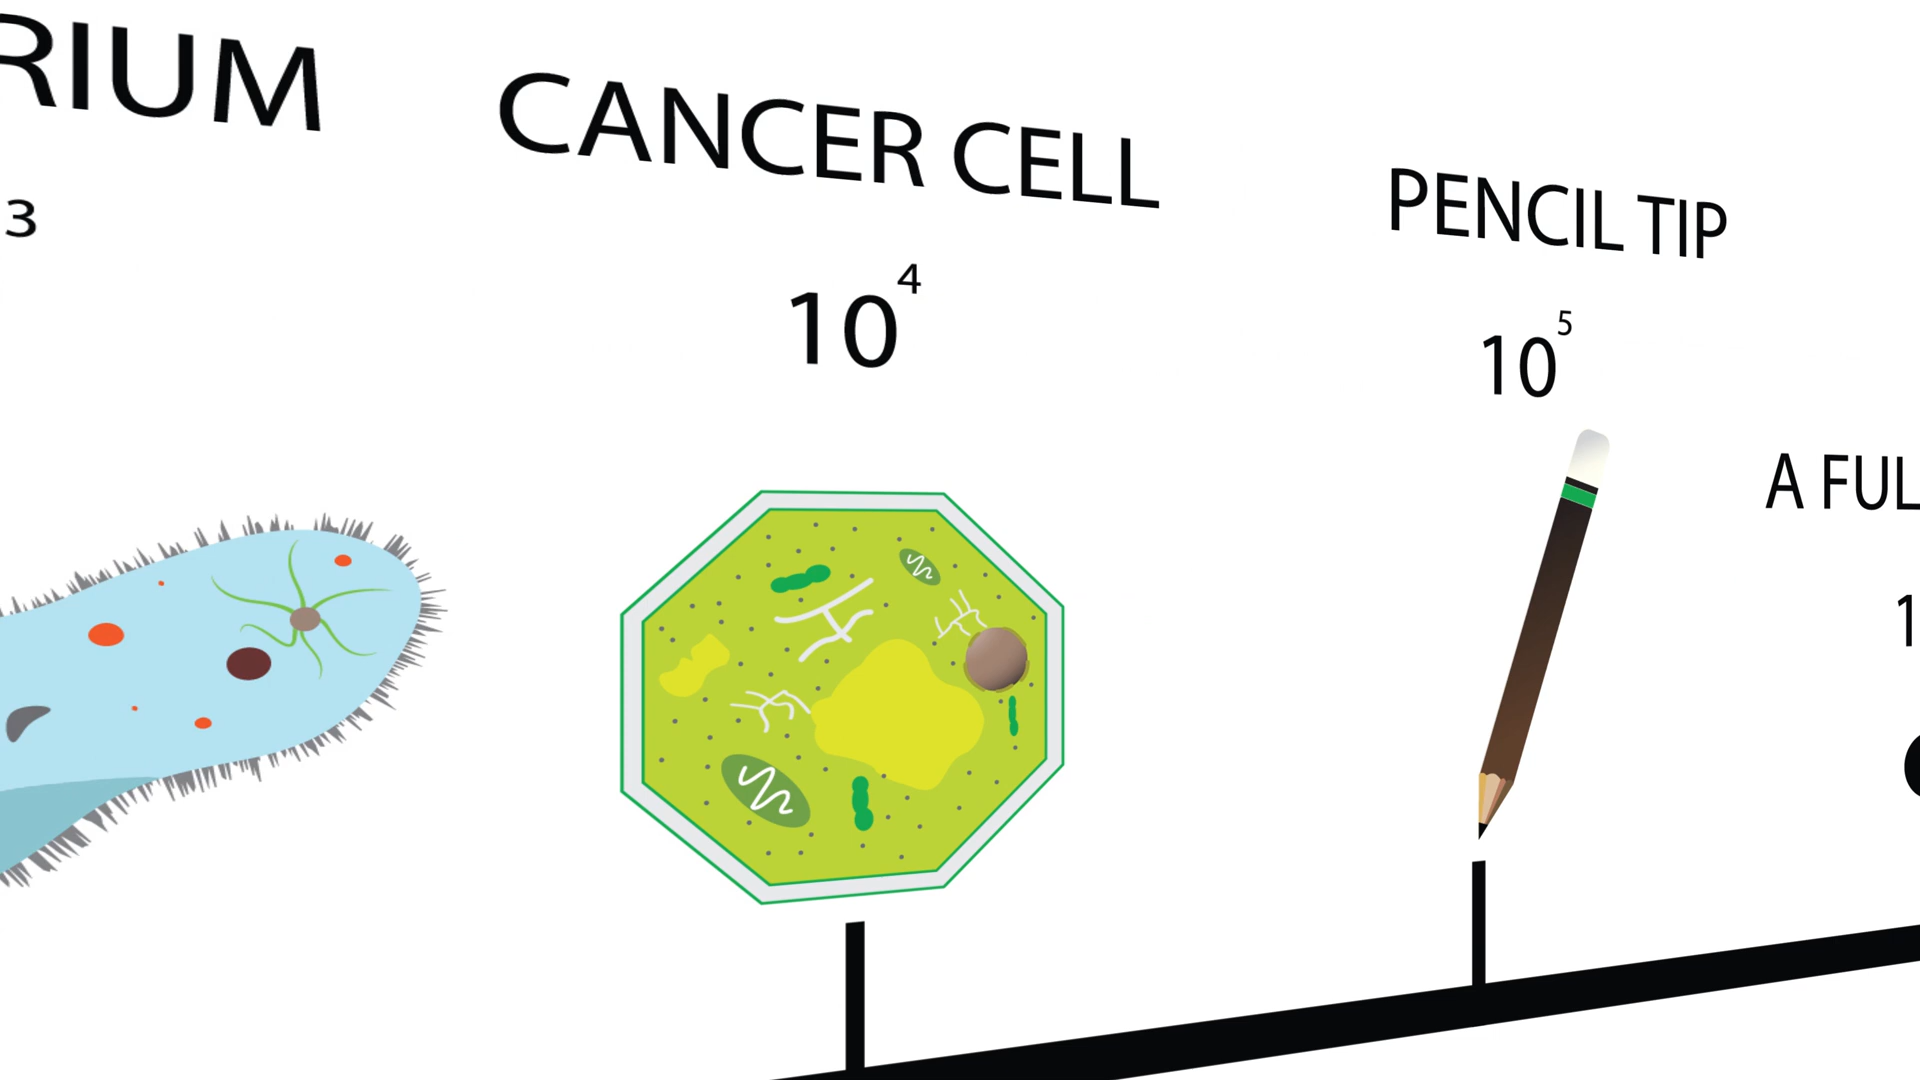 RIUM
3
CANCER CELL
10⁴
PENCIL TIP
10⁵
A FUL
1